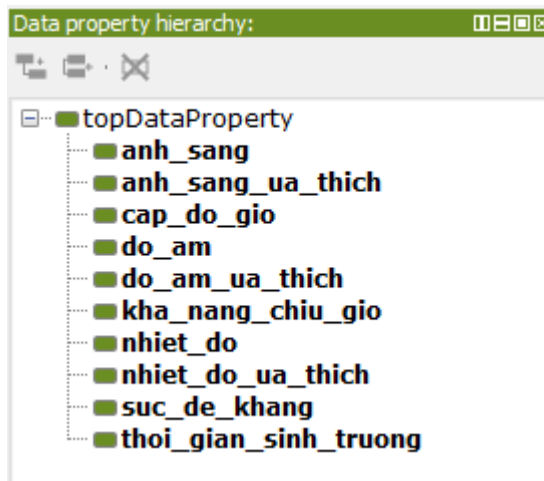 Data property hierarchy:
topDataProperty
anh_sang
anh_sang_ua_thich
cap_do_gio
do_am
do_am_ua_thich
kha_nang_chiu_gio
nhiet_do
nhiet_do_ua_thich
suc_de_khang
thoi_gian_sinh_truong